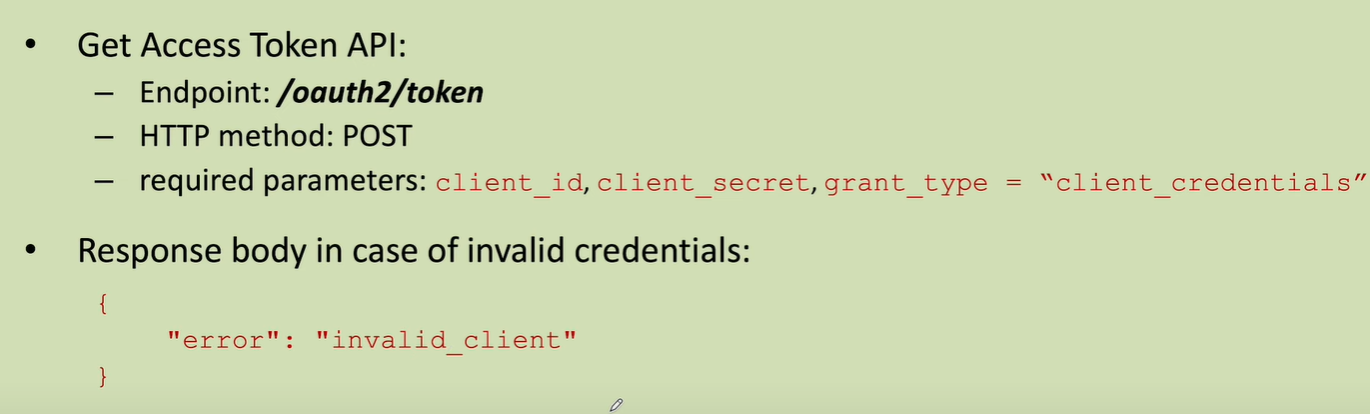 • Get Access Token API:
– Endpoint: /oauth2/token
– HTTP method: POST
– required parameters: client_id, client_secret, grant_type = “client_credentials”
• Response body in case of invalid credentials:
{
"error": "invalid_client"
}